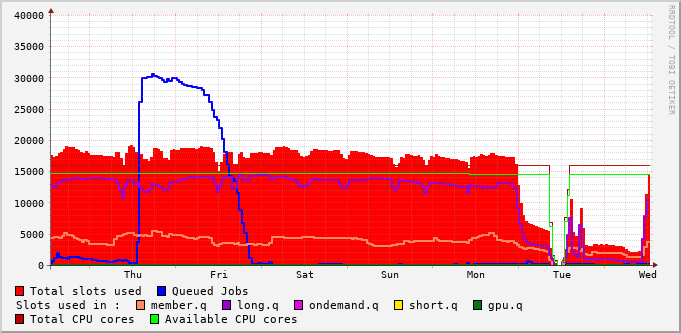 RRDTOOL / TOBI OETIKER
40000
35000
30000
25000
20000
15000
10000
5000
0
Thu Fri Sat Sun Mon Tue Wed
Total slots used Queued Jobs
Slots used in : member.q long.q ondemand.q short.q gpu.q
Total CPU cores Available CPU cores